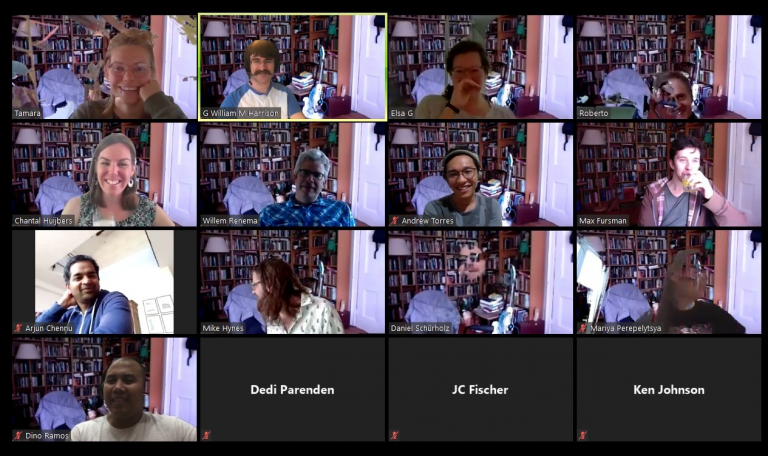 Tamara
G William M Harrison
Elsa G
Roberto
Chantal Huijbers
Willem Renema
Andrew Torres
Max Fursman
Arjun Chennu
Mike Hynes
Daniel Schürholz
Mariya Perepelytsya
Dino Ramos
Dedi Parenden
JC Fischer
Ken Johnson